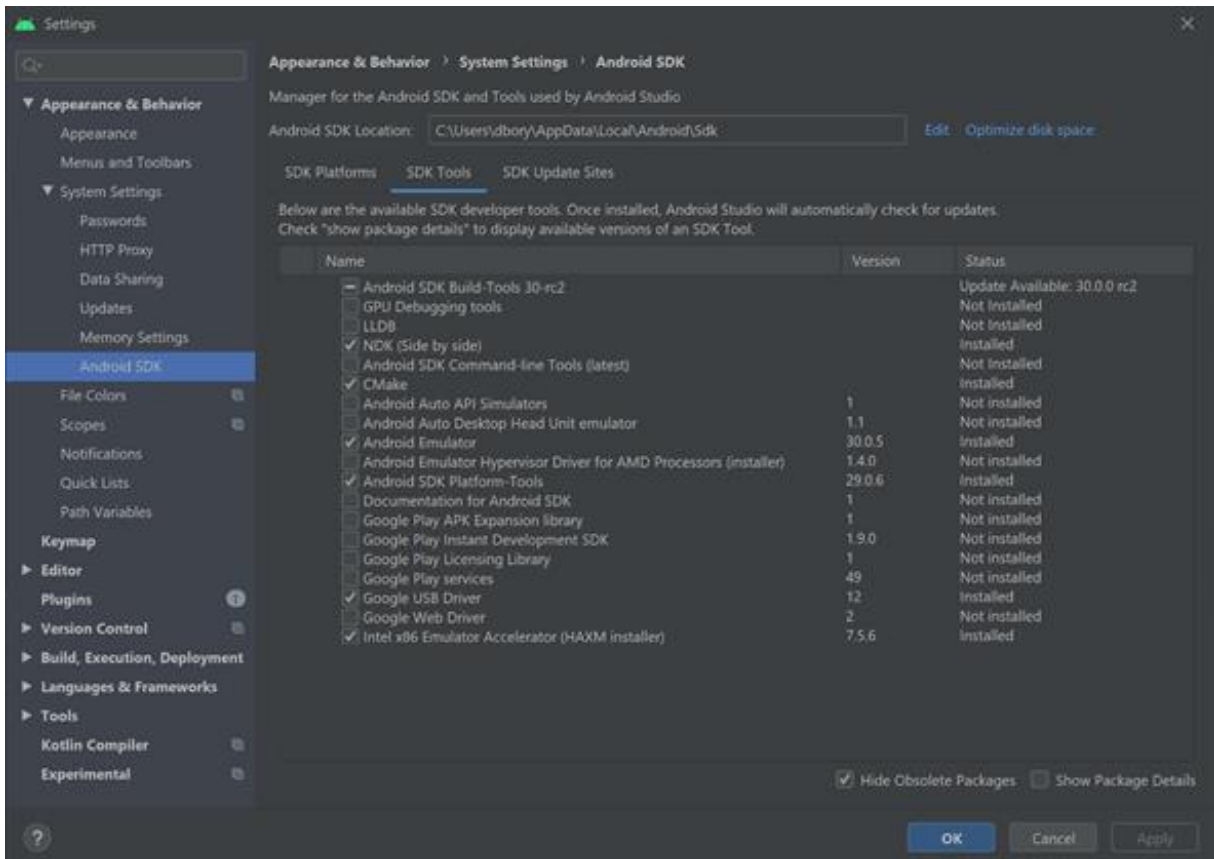 Settings
Appearance & Behavior › System Settings › Android SDK
Manager for the Android SDK and Tools used by Android Studio
Android SDK Location: C:\Users\dbory\AppData\Local\Android\Sdk Edit Optimize disk space
SDK Platforms SDK Tools SDK Update Sites
Below are the available SDK developer tools. Once installed, Android Studio will automatically check for updates.
Check "show package details" to display available versions of an SDK Tool.
Name Version Status
Android SDK Build-Tools 30-rc2 Update Available: 30.0.0 rc2
GPU Debugging tools Not Installed
LLDB Not Installed
NDK (Side by side) Installed
Android SDK Command-line Tools (latest) Not Installed
CMake Installed
Android Auto API Simulators 1 Not installed
Android Auto Desktop Head Unit emulator 1.1 Not installed
Android Emulator 30.0.5 Installed
Android Emulator Hypervisor Driver for AMD Processors (installer) 1.4.0 Not installed
Android SDK Platform-Tools 29.0.6 Installed
Documentation for Android SDK 1 Not installed
Google Play APK Expansion library 1 Not installed
Google Play Instant Development SDK 1.9.0 Not installed
Google Play Licensing Library 1 Not installed
Google Play services 49 Not installed
Google USB Driver 12 Installed
Google Web Driver 2 Not installed
Intel x86 Emulator Accelerator (HAXM installer) 7.5.6 Installed
Hide Obsolete Packages Show Package Details
Appearance & Behavior
Appearance
Menus and Toolbars
System Settings
Passwords
HTTP Proxy
Data Sharing
Updates
Memory Settings
Android SDK
File Colors
Scopes
Notifications
Quick Lists
Path Variables
Keymap
Editor
Plugins 1
Version Control
Build, Execution, Deployment
Languages & Frameworks
Tools
Kotlin Compiler
Experimental
? OK Cancel Apply